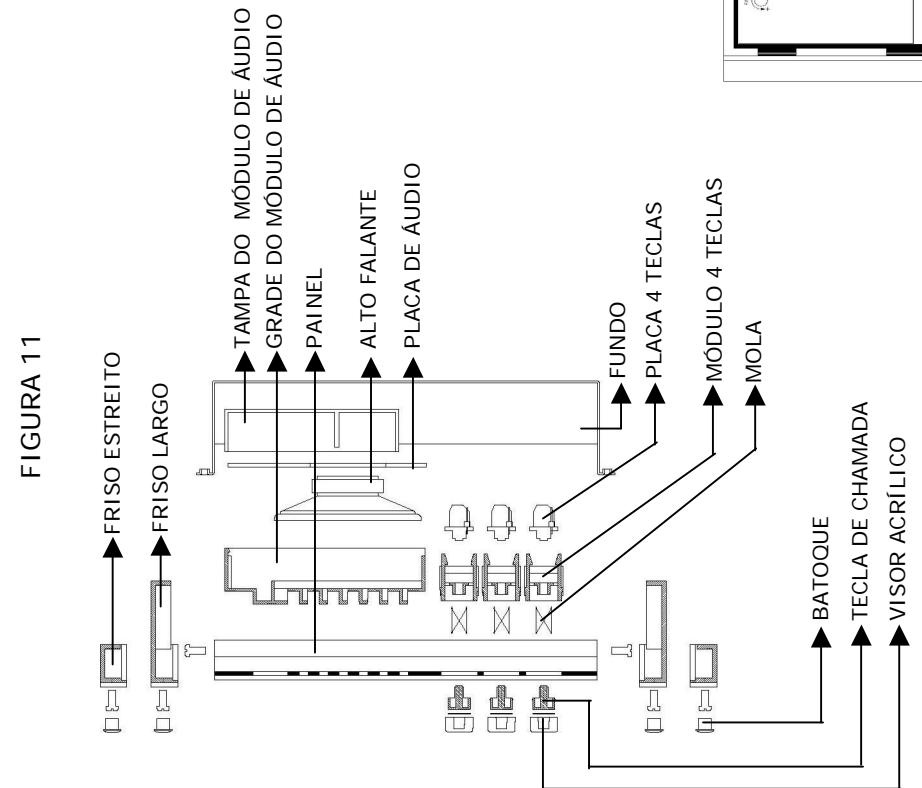 FIGURA 11
FRISO ESTREITO
FRISO LARGO
TAMPA DO MÓDULO DE ÁUDIO
GRADE DO MÓDULO DE ÁUDIO
PAINEL
ALTO FALANTE
PLACA DE ÁUDIO
FUNDO
PLACA 4 TECLAS
MÓDULO 4 TECLAS
MOLA
BATOQUE
TECLA DE CHAMADA
VISOR ACRÍLICO